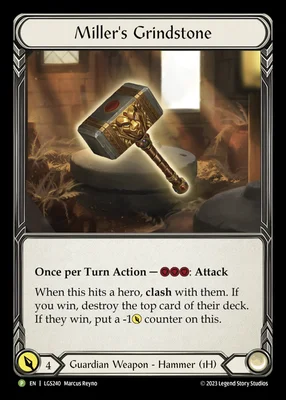 Miller's Grindstone
Once per Turn Action — : Attack
When this hits a hero, clash with them. If
you win, destroy the top card of their deck.
If they win, put a -1 counter on this.
4
Guardian Weapon - Hammer (1H)
P EN | LGS240 Marcus Reyno
© 2023 Legend Story Studios